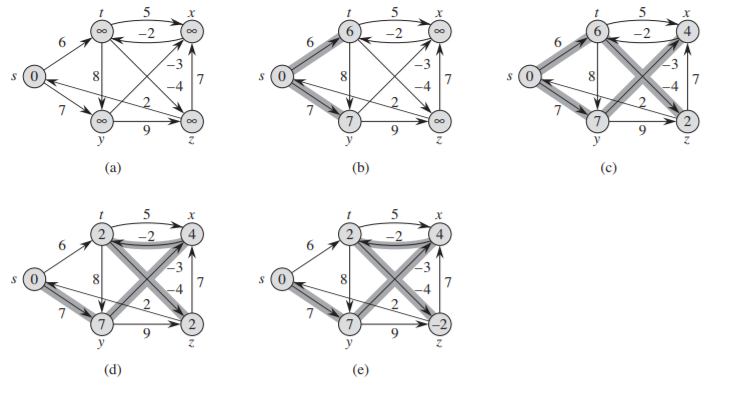 t 5 x
∞ −2 ∞
6
−3
s 0 8 7
−4
7 2
∞ 9 ∞
y z
(a)
t 5 x
6 −2 ∞
6
−3
s 0 8 7
−4
7 2
7 9 ∞
y z
(b)
t 5 x
6 −2 4
6
−3
s 0 8 7
−4
7 2
7 9 2
y z
(c)
t 5 x
2 −2 4
6
−3
s 0 8 7
−4
7 2
7 9 2
y z
(d)
t 5 x
2 −2 4
6
−3
s 0 8 7
−4
7 2
7 9 −2
y z
(e)